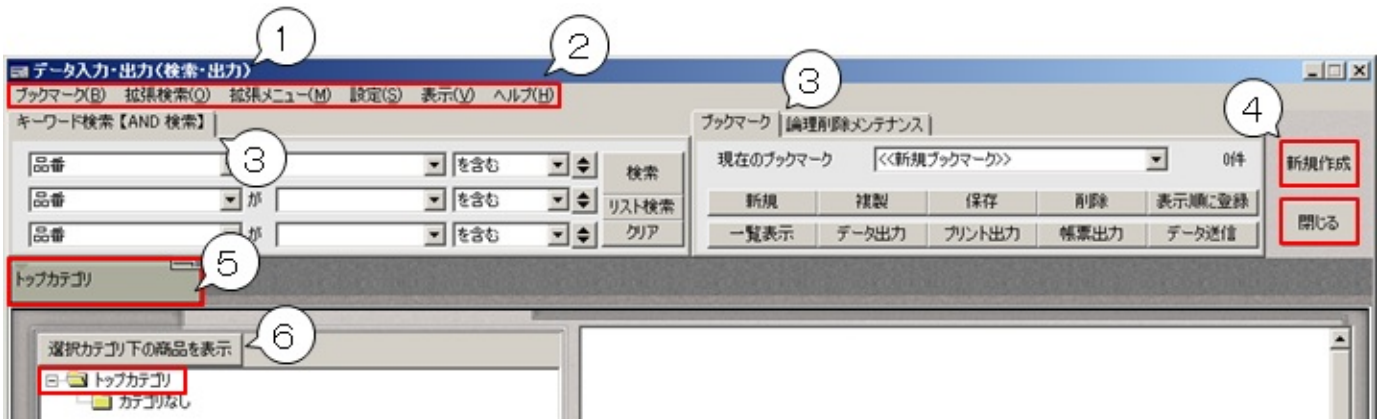 1
2
データ入力・出力(検索・出力)
ブックマーク(B) 拡張検索(O) 拡張メニュー(M) 設定(S) 表示(V) ヘルプ(H)
3
4
キーワード検索【AND 検索】
ブックマーク 論理削除メンテナンス
3
品番 を含む 検索
品番 が を含む リスト検索
品番 が を含む クリア
現在のブックマーク <<新規ブックマーク>> 0件
新規 複製 保存 削除 表示順に登録
一覧表示 データ出力 プリント出力 帳票出力 データ送信
新規作成
閉じる
5
トップカテゴリ
6
選択カテゴリ下の商品を表示
トップカテゴリ
カテゴリなし